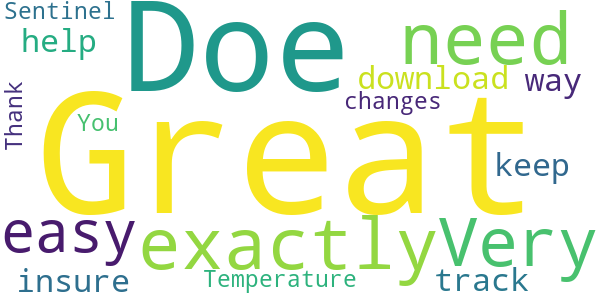 Sentinel
Doe
need
help
download
way
Thank
changes
You
Great
keep
easy
exactly
Very
insure
Temperature
track